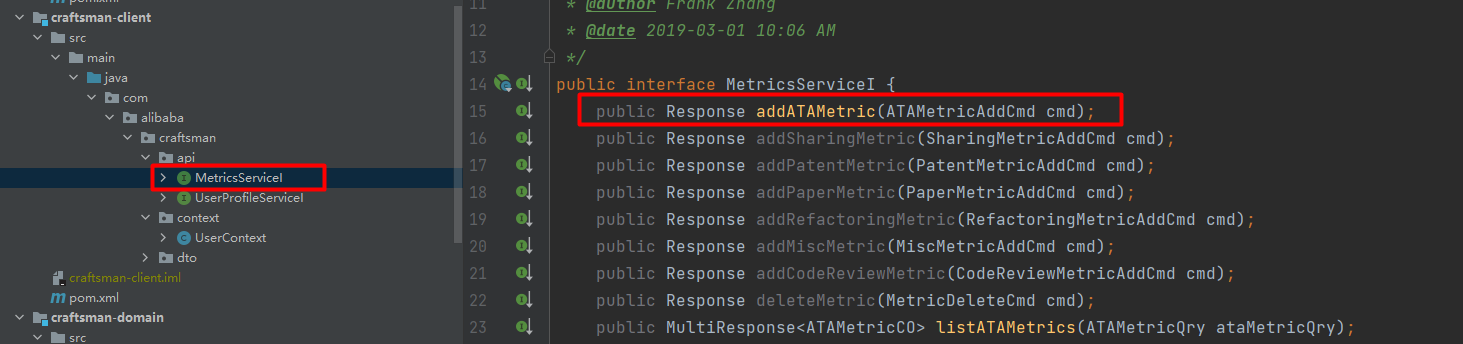 pom.xml
craftsman-client
src
main
java
com
alibaba
craftsman
api
MetricsServiceI
UserProfileServiceI
context
UserContext
dto
craftsman-client.iml
pom.xml
craftsman-domain
src
11 * @author Frank Zhang
12 * @date 2019-03-01 10:06 AM
13 */
14 public interface MetricsServiceI {
15 public Response addATAMetric(ATAMetricAddCmd cmd);
16 public Response addSharingMetric(SharingMetricAddCmd cmd);
17 public Response addPatentMetric(PatentMetricAddCmd cmd);
18 public Response addPaperMetric(PaperMetricAddCmd cmd);
19 public Response addRefactoringMetric(RefactoringMetricAddCmd cmd);
20 public Response addMiscMetric(MiscMetricAddCmd cmd);
21 public Response addCodeReviewMetric(CodeReviewMetricAddCmd cmd);
22 public Response deleteMetric(MetricDeleteCmd cmd);
23 public MultiResponse<ATAMetricCO> listATAMetrics(ATAMetricQry ataMetricQry);